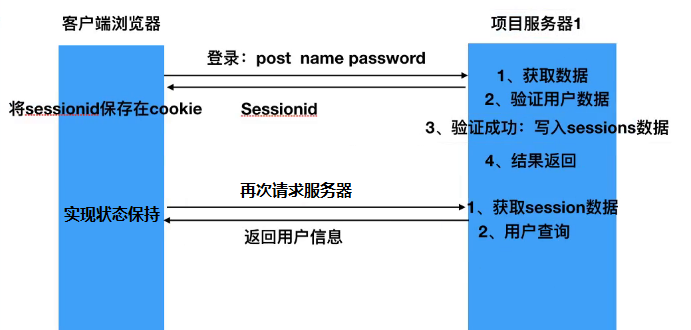 客户端浏览器
项目服务器1
登录：post name password
1、获取数据
2、验证用户数据
将sessionid保存在cookie
Sessionid
3、验证成功：写入sessions数据
4、结果返回
再次请求服务器
实现状态保持
1、获取session数据
返回用户信息
2、用户查询